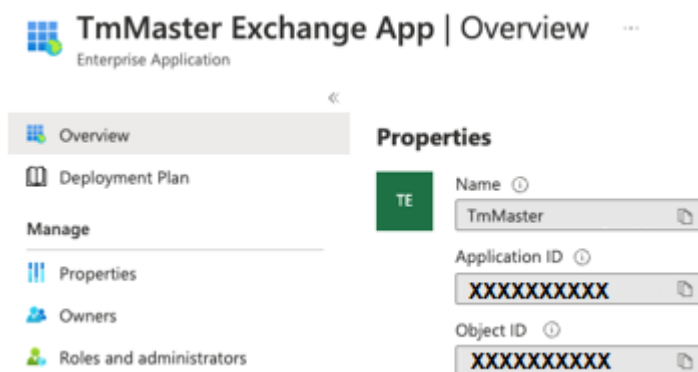 TmMaster Exchange App | Overview ...
Enterprise Application
«
Overview
Deployment Plan
Manage
Properties
Owners
Roles and administrators
Properties
TE
Name
TmMaster
Application ID
XXXXXXXXXX
Object ID
XXXXXXXXXX